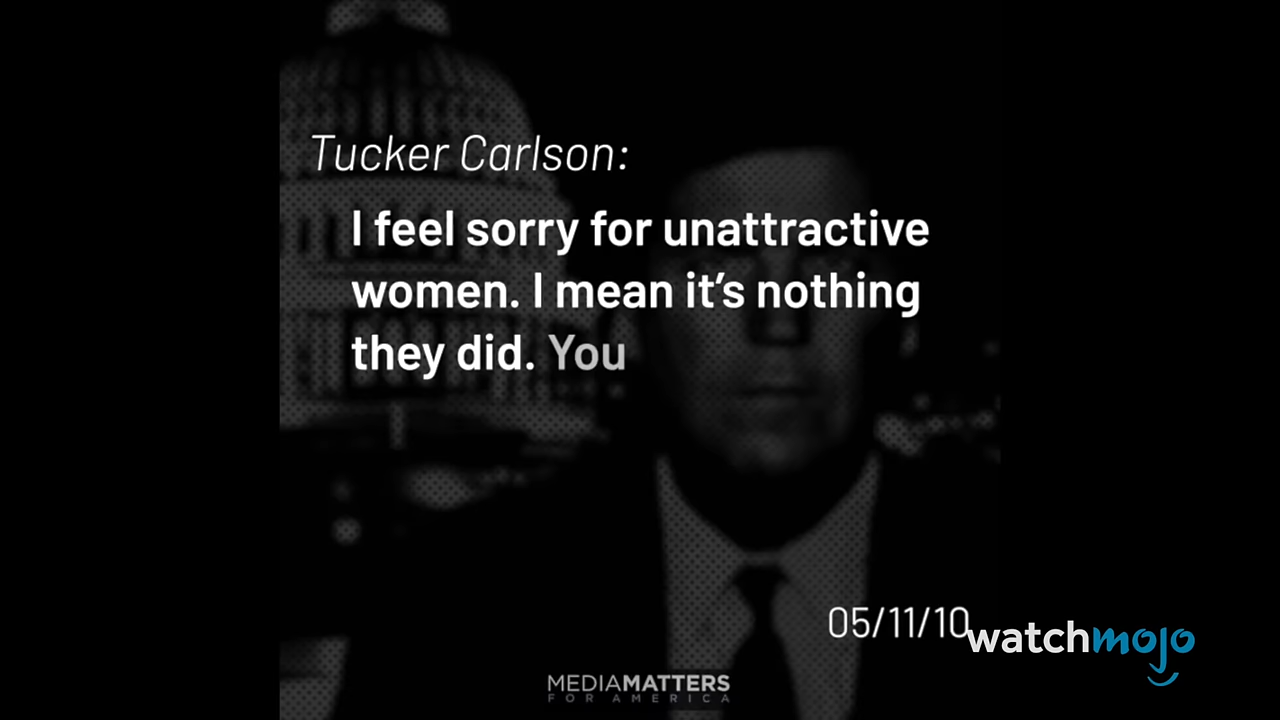 Tucker Carlson:
I feel sorry for unattractive
women. I mean it’s nothing
they did. You
05/11/10
watchmojo
MEDIAMATTERS
FOR AMERICA